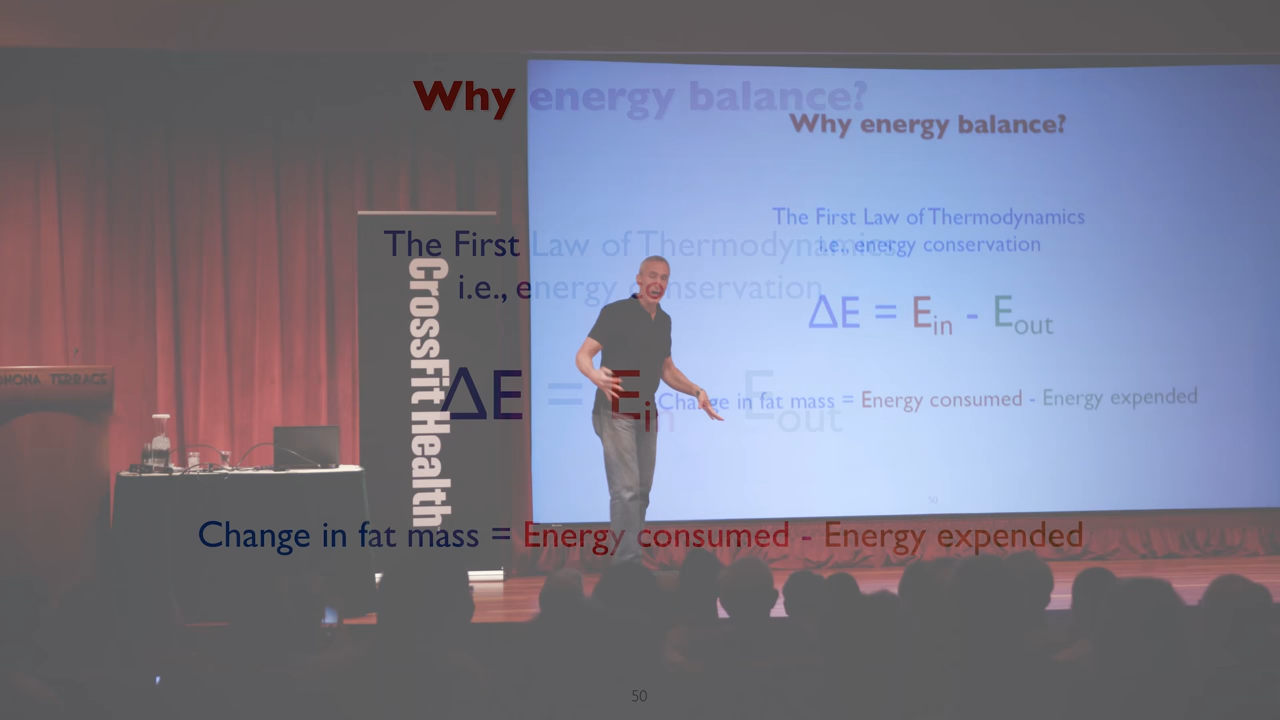 Why energy balance?
The First Law of Thermodynamics
i.e., energy conservation
ΔE = Ein - Eout
Change in fat mass = Energy consumed - Energy expended
50
Why energy balance?
The First Law of Thermodynamics
i.e., energy conservation
ΔE = Ein - Eout
Change in fat mass = Energy consumed - Energy expended
50
CrossFit Health
TERRACE